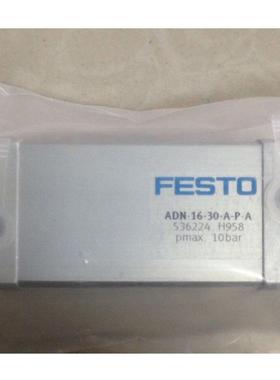 FESTO
ADN-16-30-A-P-A
536224 H958
pmax. 10bar